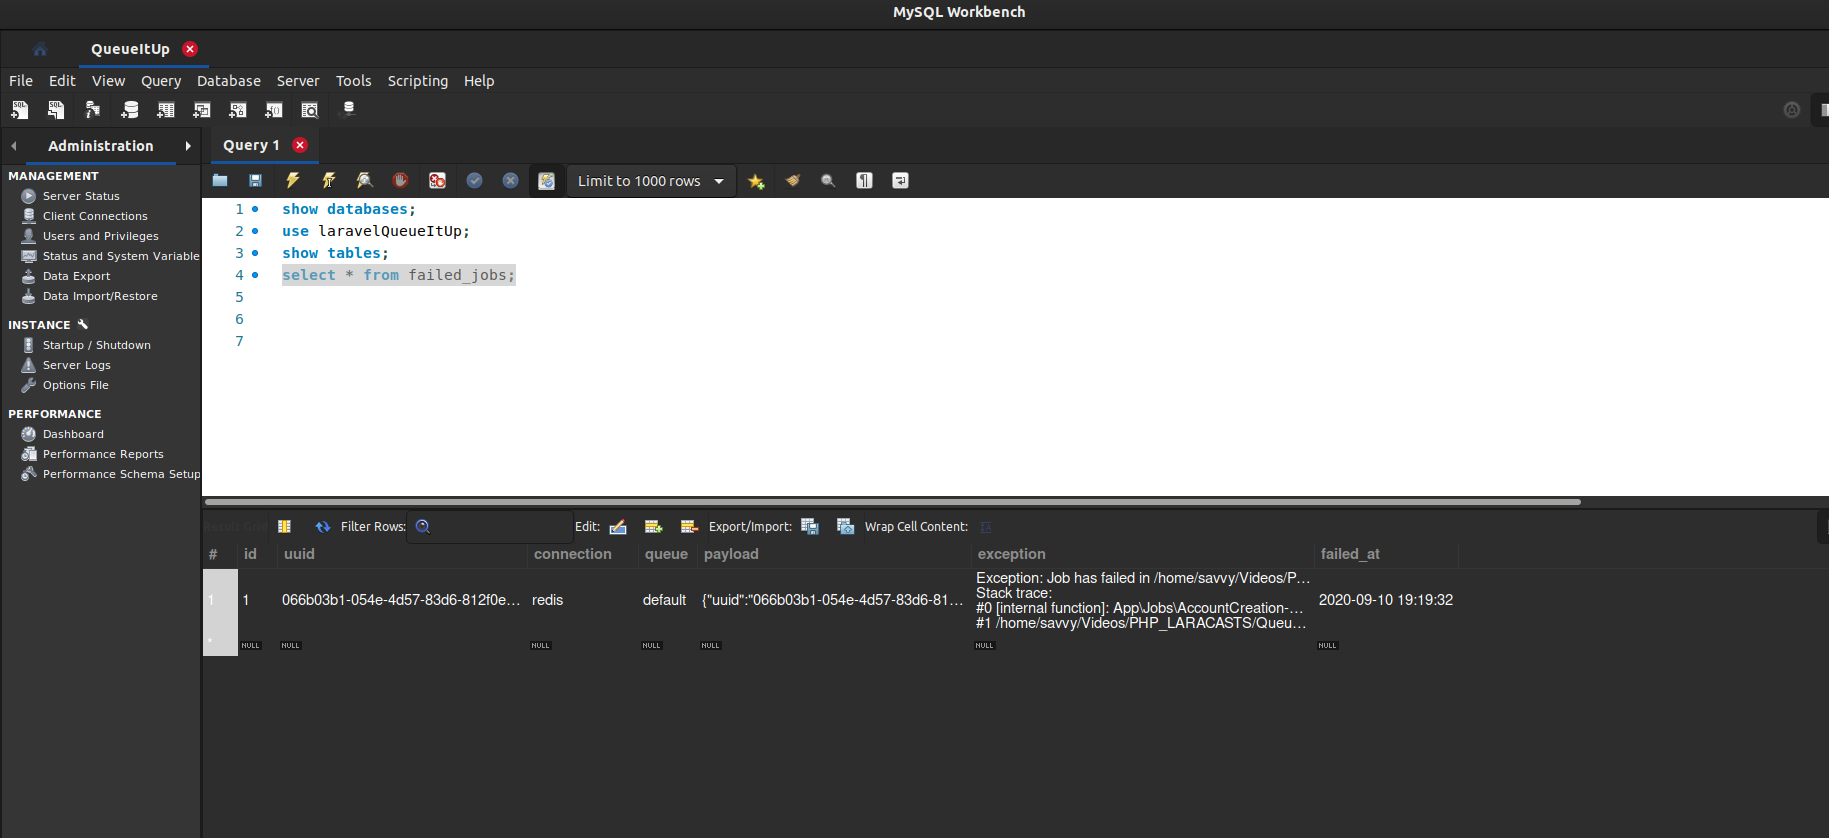 MySQL Workbench
QueueItUp
File Edit View Query Database Server Tools Scripting Help
Administration
Query 1
MANAGEMENT
Server Status
Client Connections
Users and Privileges
Status and System Variable
Data Export
Data Import/Restore
INSTANCE
Startup / Shutdown
Server Logs
Options File
PERFORMANCE
Dashboard
Performance Reports
Performance Schema Setup
Limit to 1000 rows
1 show databases;
2 use laravelQueueItUp;
3 show tables;
4 select * from failed_jobs;
5
6
7
Result Grid Filter Rows: Edit: Export/Import: Wrap Cell Content:
# id uuid connection queue payload exception failed_at
1 1 066b03b1-054e-4d57-83d6-812f0e... redis default {"uuid":"066b03b1-054e-4d57-83d6-81...
Exception: Job has failed in /home/savvy/Videos/P...
Stack trace:
#0 [internal function]: App\Jobs\AccountCreation-...
#1 /home/savvy/Videos/PHP_LARACASTS/Queu...
2020-09-10 19:19:32
* NULL NULL NULL NULL NULL NULL NULL